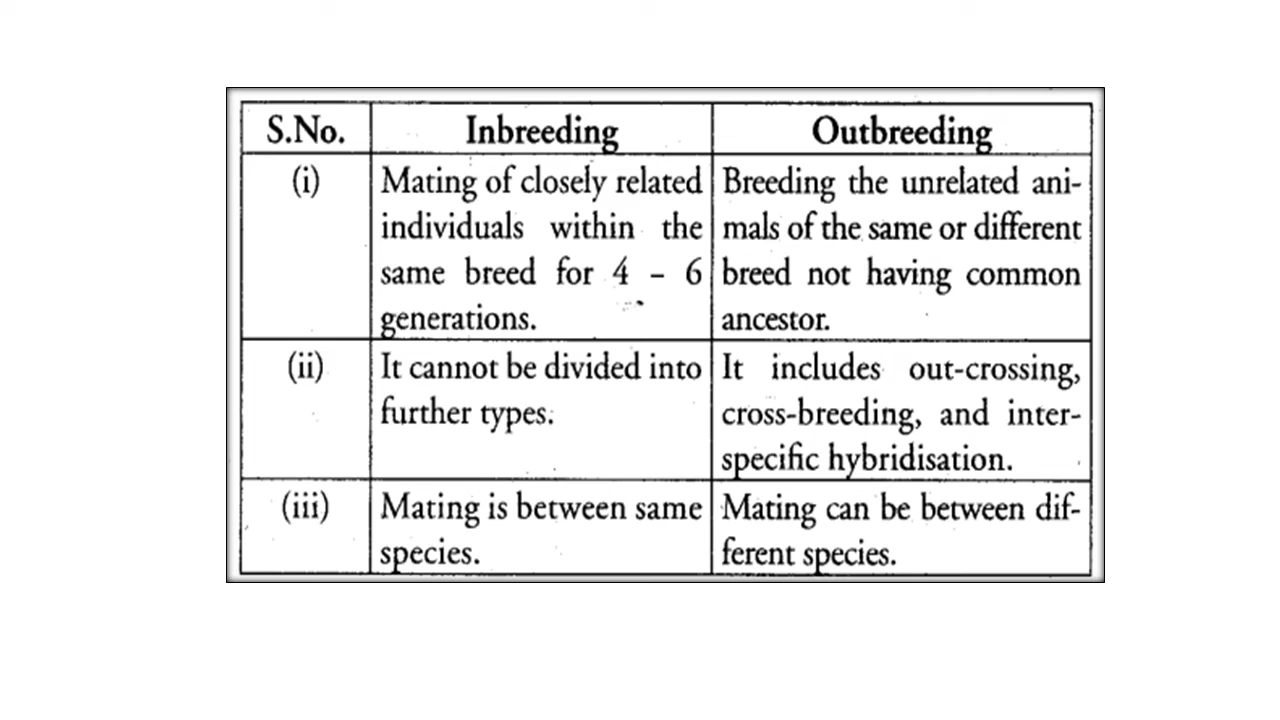 S.No. Inbreeding Outbreeding
(i) Mating of closely related Breeding the unrelated ani-
individuals within the mals of the same or different
same breed for 4 – 6 breed not having common
generations. ancestor.
(ii) It cannot be divided into It includes out-crossing,
further types. cross-breeding, and inter-
specific hybridisation.
(iii) Mating is between same Mating can be between dif-
species. ferent species.